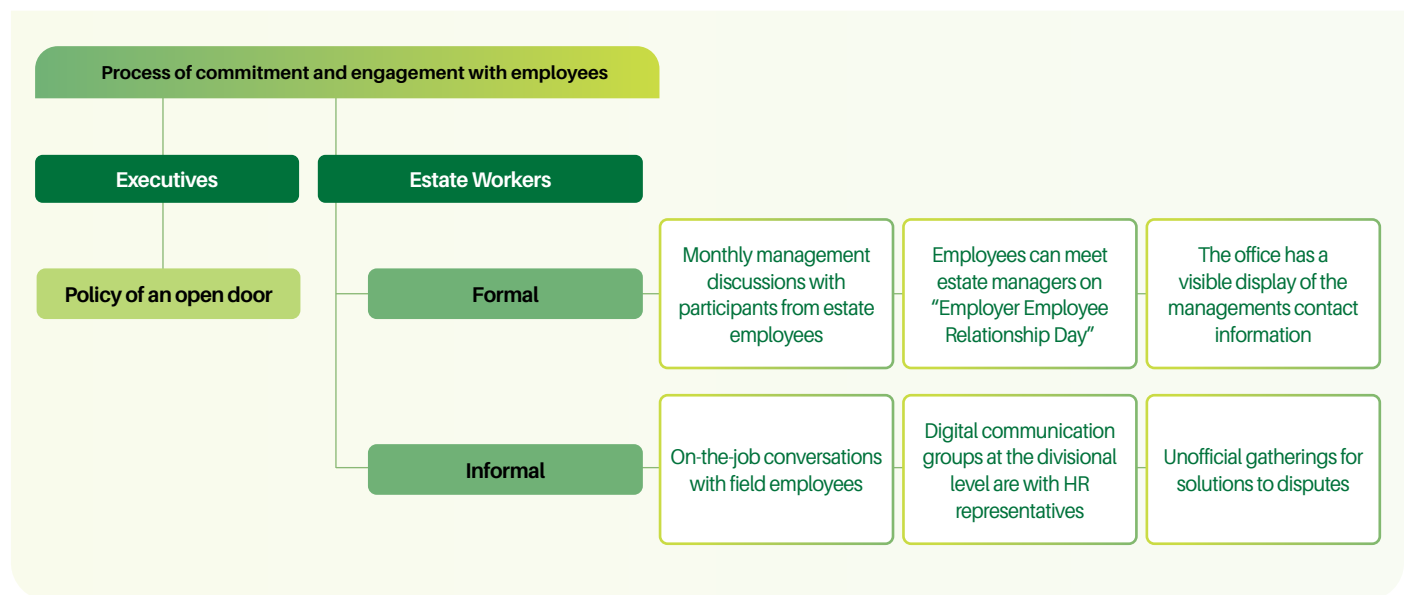 Process of commitment and engagement with employees
Executives
Estate Workers
Policy of an open door
Formal
Monthly management
discussions with
participants from estate
employees
Employees can meet
estate managers on
“Employer Employee
Relationship Day”
The office has a
visible display of the
managements contact
information
Informal
On-the-job conversations
with field employees
Digital communication
groups at the divisional
level are with HR
representatives
Unofficial gatherings for
solutions to disputes